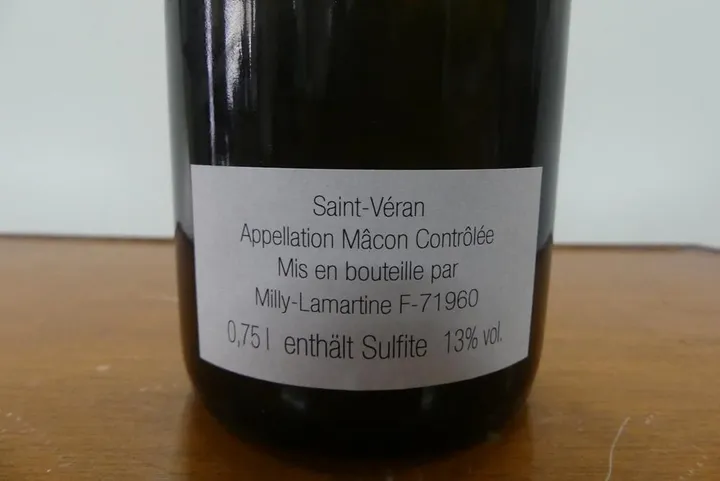 Saint-Véran
Appellation Mâcon Contrôlée
Mis en bouteille par
Milly-Lamartine F-71960
0,75 l enthält Sulfite 13% vol.